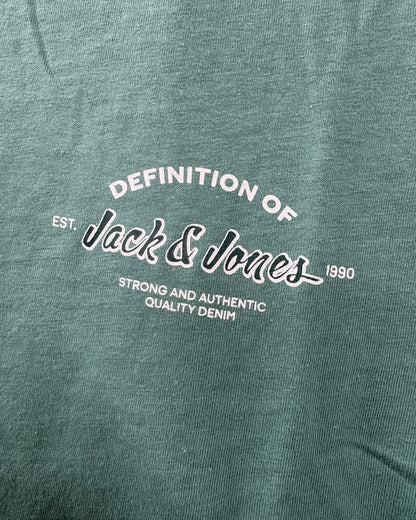 DEFINITION OF
EST. Jack & Jones 1990
STRONG AND AUTHENTIC
QUALITY DENIM